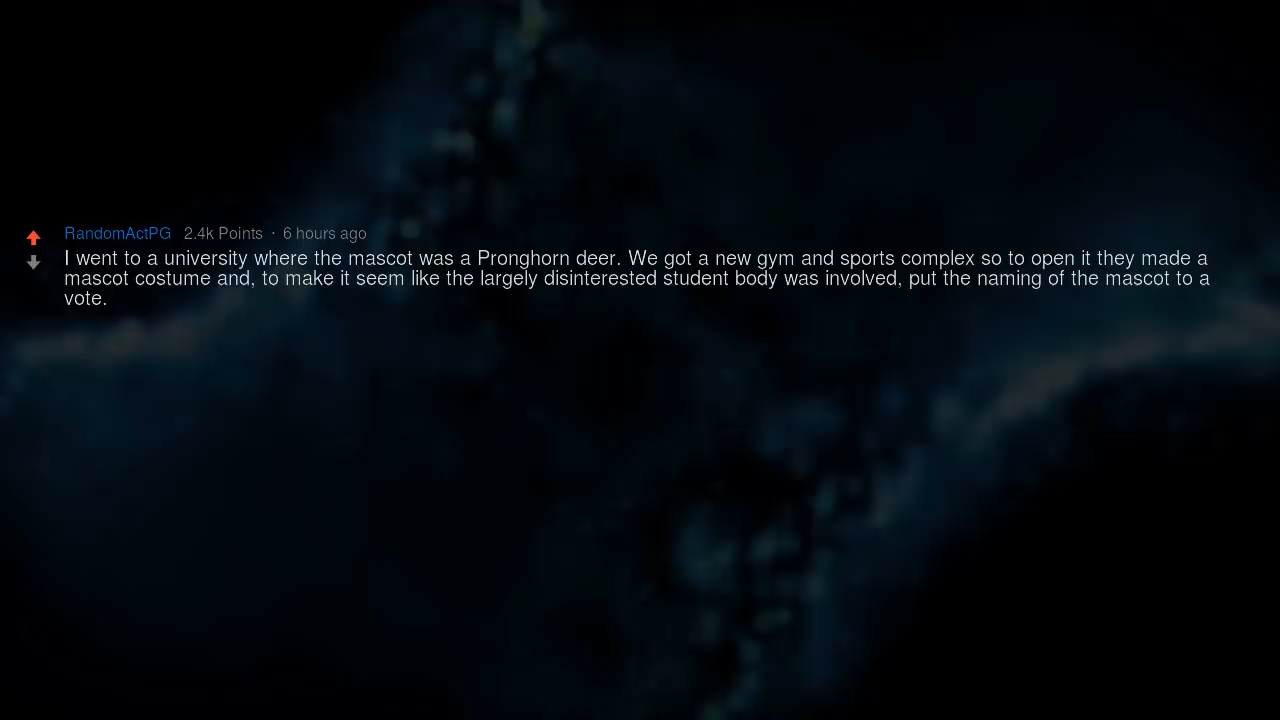 RandomActPG 2.4k Points · 6 hours ago
I went to a university where the mascot was a Pronghorn deer. We got a new gym and sports complex so to open it they made a
mascot costume and, to make it seem like the largely disinterested student body was involved, put the naming of the mascot to a
vote.